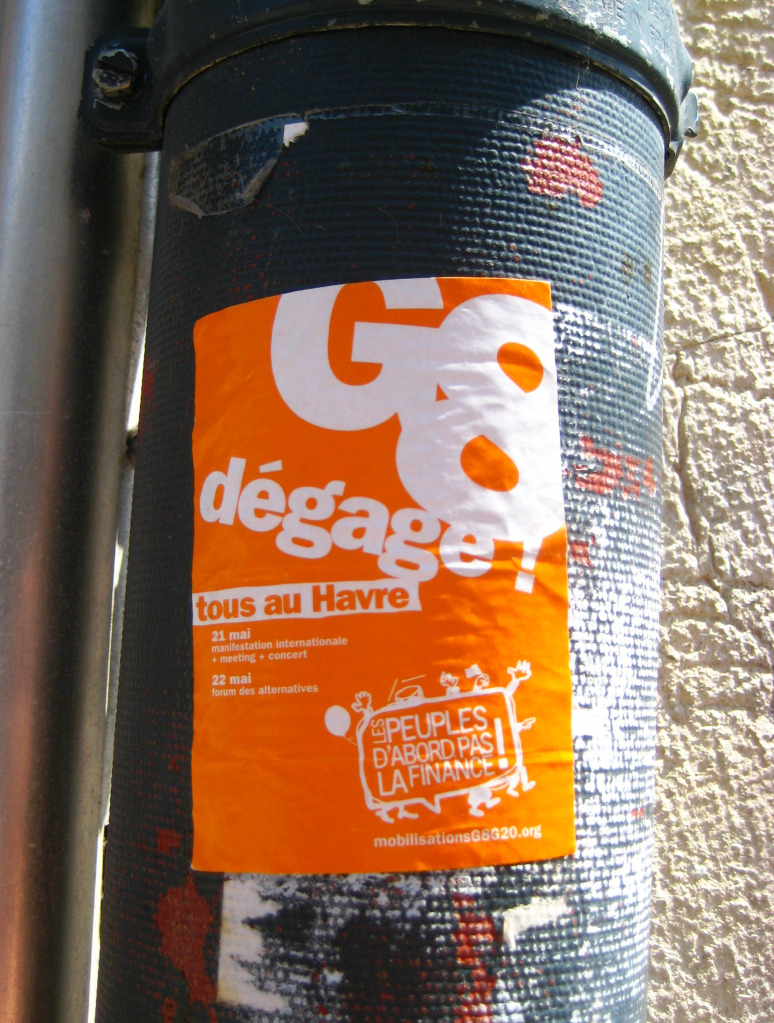 G8
dégage !
tous au Havre
21 mai
manifestation internationale
+ meeting + concert
22 mai
forum des alternatives
LES PEUPLES
D'ABORD PAS
LA FINANCE !
mobilisationsG8G20.org